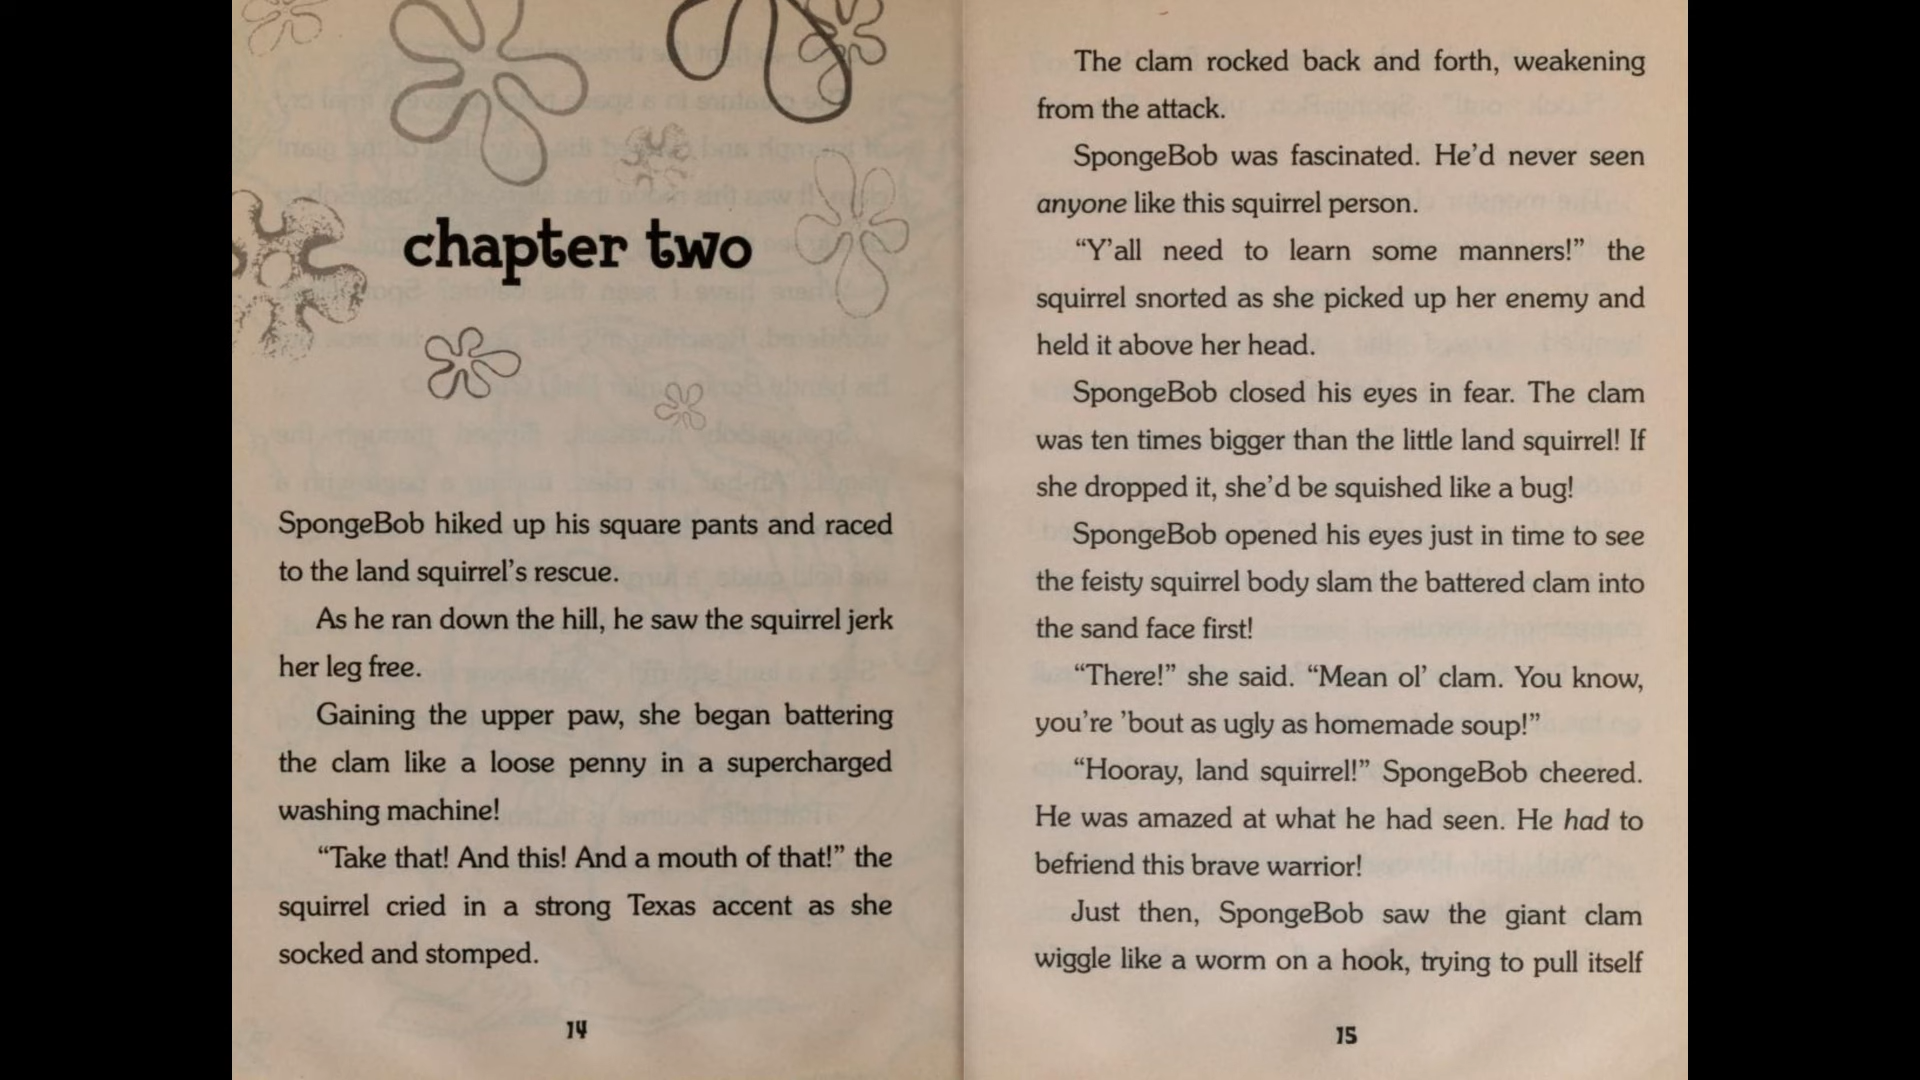 chapter two
SpongeBob hiked up his square pants and raced
to the land squirrel's rescue.
As he ran down the hill, he saw the squirrel jerk
her leg free.
Gaining the upper paw, she began battering
the clam like a loose penny in a supercharged
washing machine!
“Take that! And this! And a mouth of that!” the
squirrel cried in a strong Texas accent as she
socked and stomped.
14
The clam rocked back and forth, weakening
from the attack.
SpongeBob was fascinated. He’d never seen
anyone like this squirrel person.
“Y’all need to learn some manners!” the
squirrel snorted as she picked up her enemy and
held it above her head.
SpongeBob closed his eyes in fear. The clam
was ten times bigger than the little land squirrel! If
she dropped it, she’d be squished like a bug!
SpongeBob opened his eyes just in time to see
the feisty squirrel body slam the battered clam into
the sand face first!
“There!” she said. “Mean ol’ clam. You know,
you’re ’bout as ugly as homemade soup!”
“Hooray, land squirrel!” SpongeBob cheered.
He was amazed at what he had seen. He had to
befriend this brave warrior!
Just then, SpongeBob saw the giant clam
wiggle like a worm on a hook, trying to pull itself
15